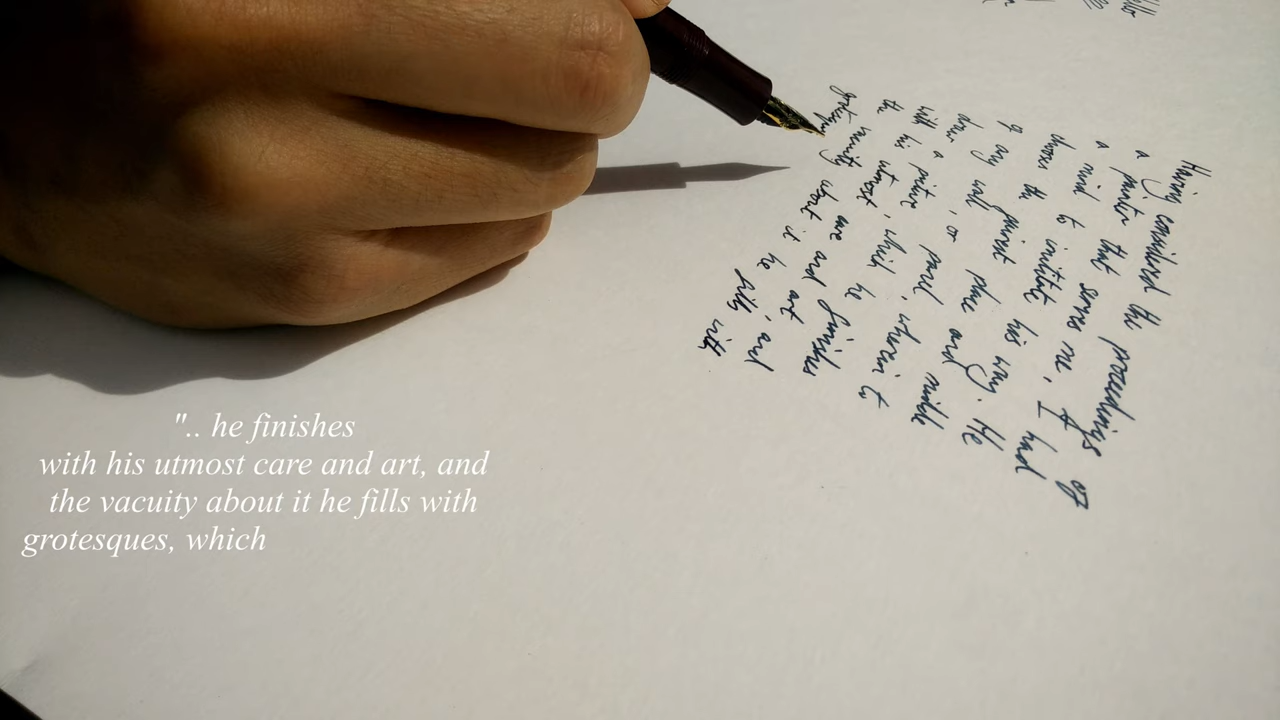 Having considered the proceedings of
a painter that serves me, I had
a mind to imitate his way. He
chooses the fairest place and middle
of any wall, or panel, wherein to
draw a picture, which he finishes
with his utmost care and art, and
the vacuity about it he fills with
grotesques
".. he finishes
with his utmost care and art, and
the vacuity about it he fills with
grotesques, which